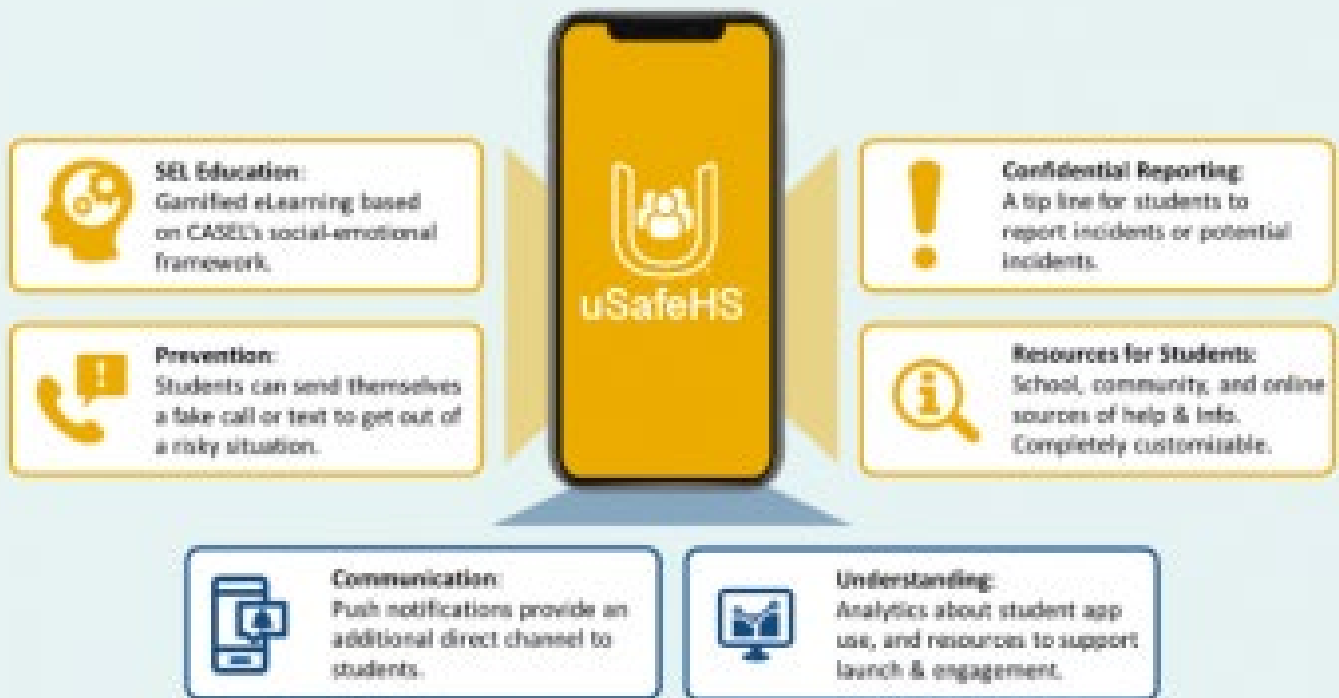 uSafeHS
SEL Education:
Gamified eLearning based
on CASEL's social-emotional
framework.
Prevention:
Students can send themselves
a fake call or text to get out of
a risky situation.
Confidential Reporting:
A tip line for students to
report incidents or potential
incidents.
Resources for Students:
School, community, and online
sources of help & info.
Completely customizable.
Communication:
Push notifications provide an
additional direct channel to
students.
Understanding:
Analytics about student app
use, and resources to support
launch & engagement.